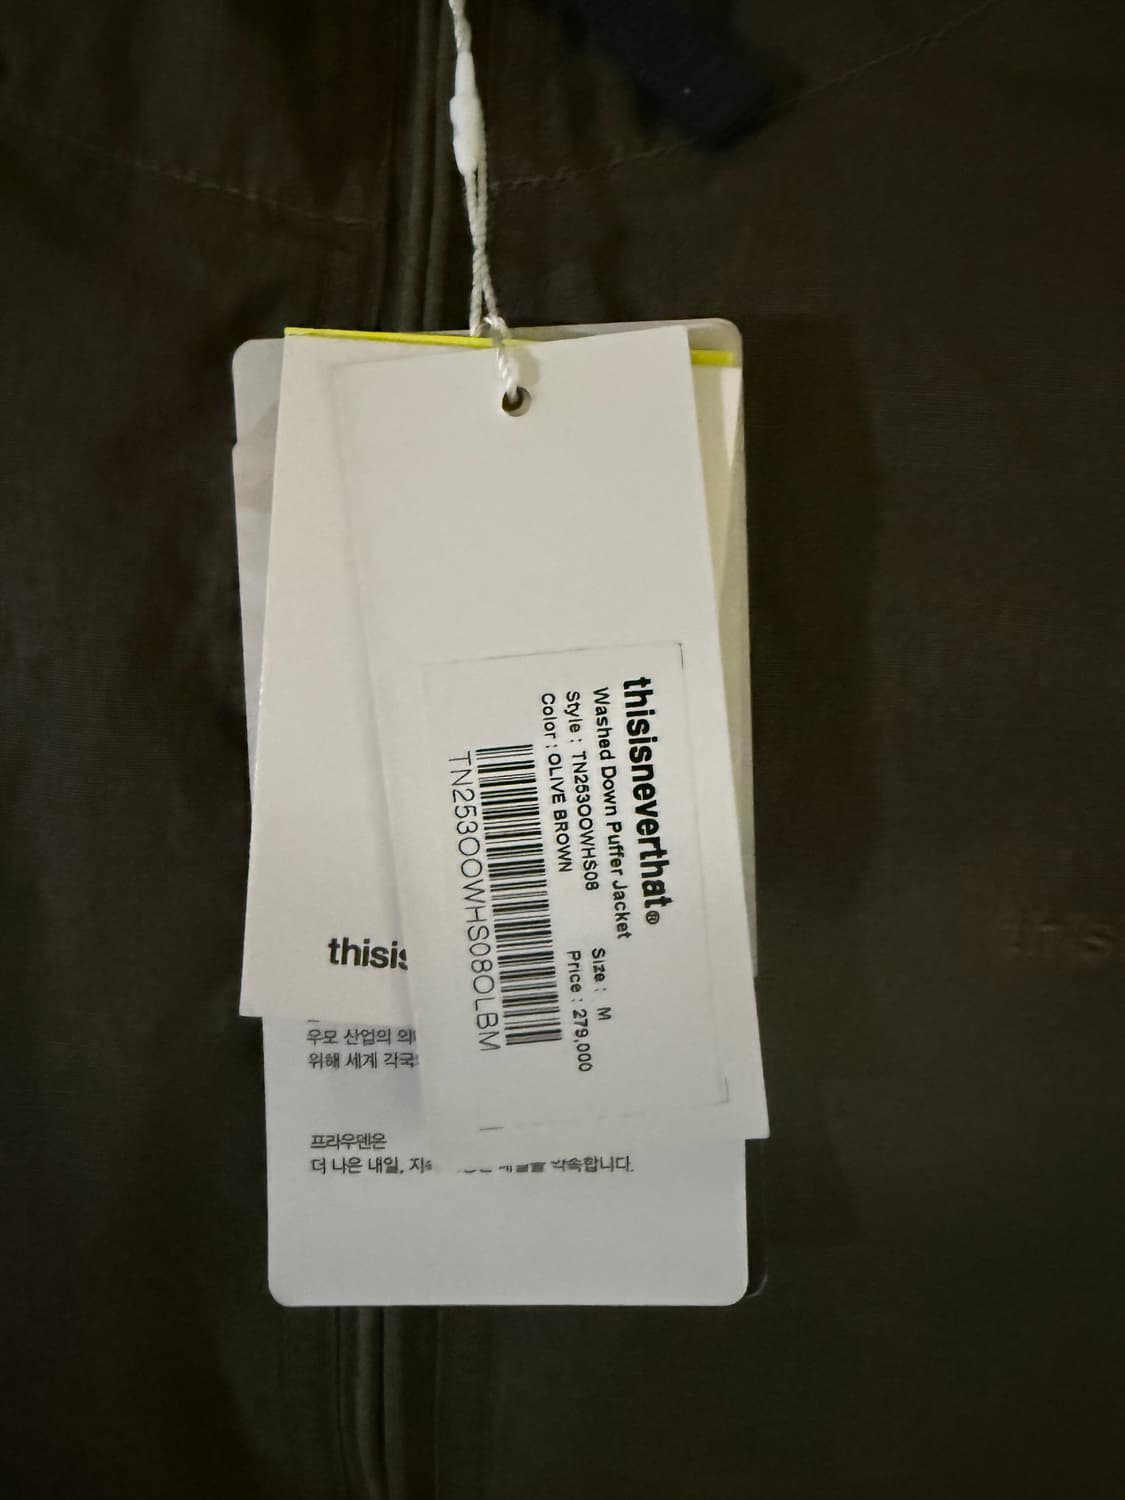 thisisneverthat®
Washed Down Puffer Jacket
Style : TN253OOWHS08 Size : M
Color : OLIVE BROWN Price : 279,000
TN253OOWHS08OLBM
thisis
우모 산업의
위해 세계 각국
프라우덴은
더 나은 내일, 약속합니다.
this